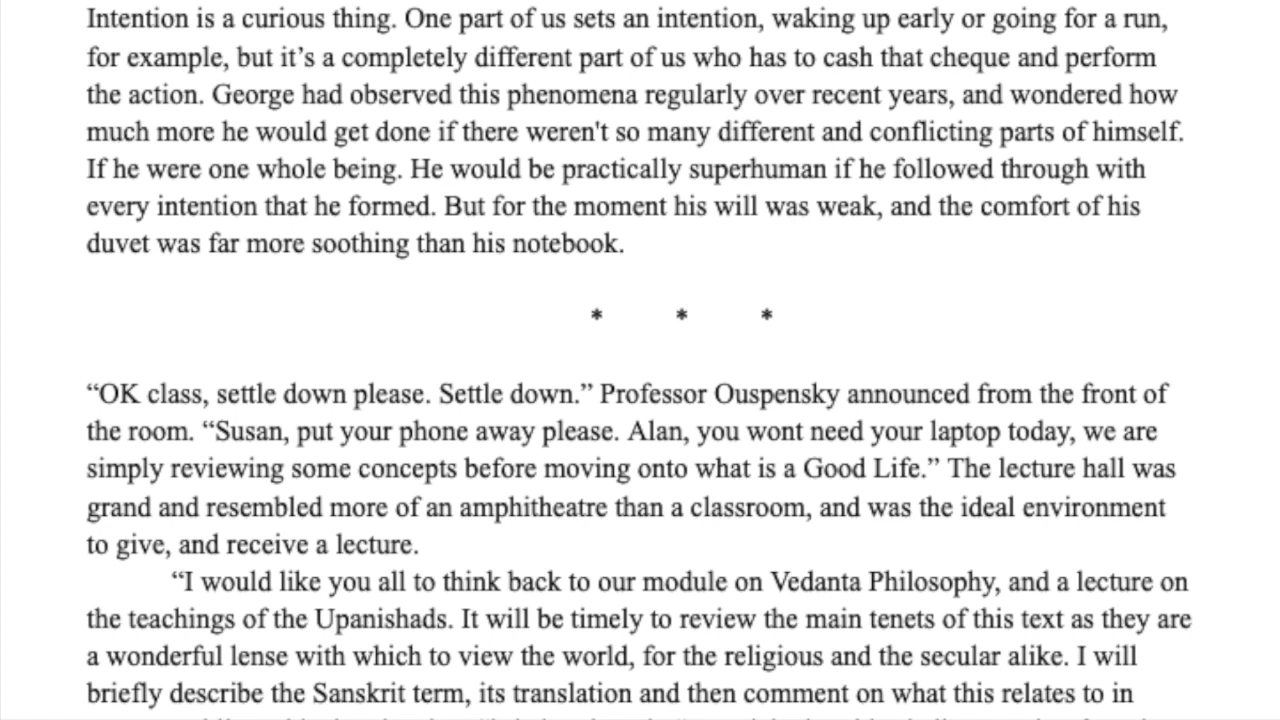 Intention is a curious thing. One part of us sets an intention, waking up early or going for a run,
for example, but it’s a completely different part of us who has to cash that cheque and perform
the action. George had observed this phenomena regularly over recent years, and wondered how
much more he would get done if there weren't so many different and conflicting parts of himself.
If he were one whole being. He would be practically superhuman if he followed through with
every intention that he formed. But for the moment his will was weak, and the comfort of his
duvet was far more soothing than his notebook.
* * *
“OK class, settle down please. Settle down.” Professor Ouspensky announced from the front of
the room. “Susan, put your phone away please. Alan, you wont need your laptop today, we are
simply reviewing some concepts before moving onto what is a Good Life.” The lecture hall was
grand and resembled more of an amphitheatre than a classroom, and was the ideal environment
to give, and receive a lecture.
“I would like you all to think back to our module on Vedanta Philosophy, and a lecture on
the teachings of the Upanishads. It will be timely to review the main tenets of this text as they are
a wonderful lense with which to view the world, for the religious and the secular alike. I will
briefly describe the Sanskrit term, its translation and then comment on what this relates to in